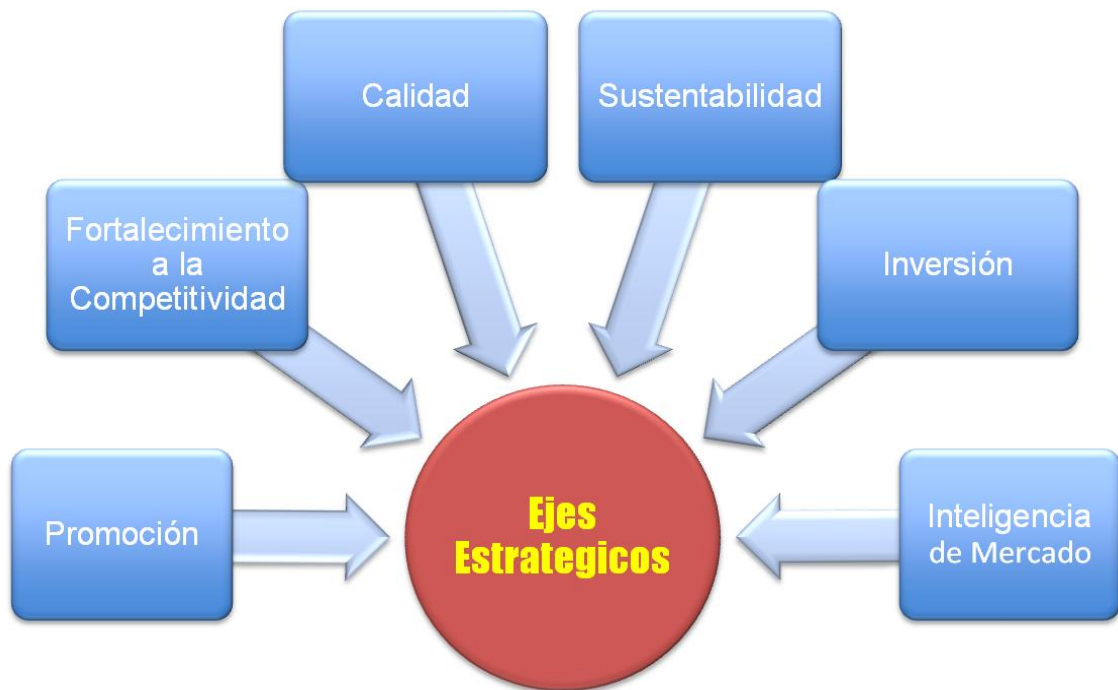 Calidad
Sustentabilidad
Fortalecimiento
a la
Competitividad
Inversión
Promoción
Ejes
Estrategicos
Inteligencia
de Mercado